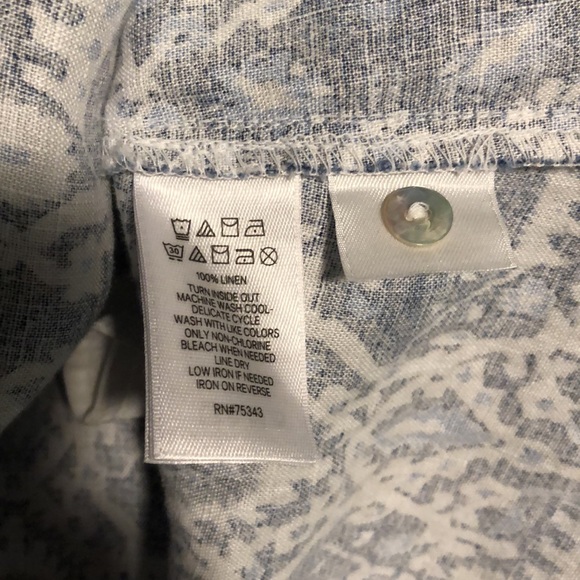 30
100% LINEN
TURN INSIDE OUT
MACHINE WASH COOL-
DELICATE CYCLE
WASH WITH LIKE COLORS
ONLY NON-CHLORINE
BLEACH WHEN NEEDED
LINE DRY
LOW IRON IF NEEDED
IRON ON REVERSE
RN#75343